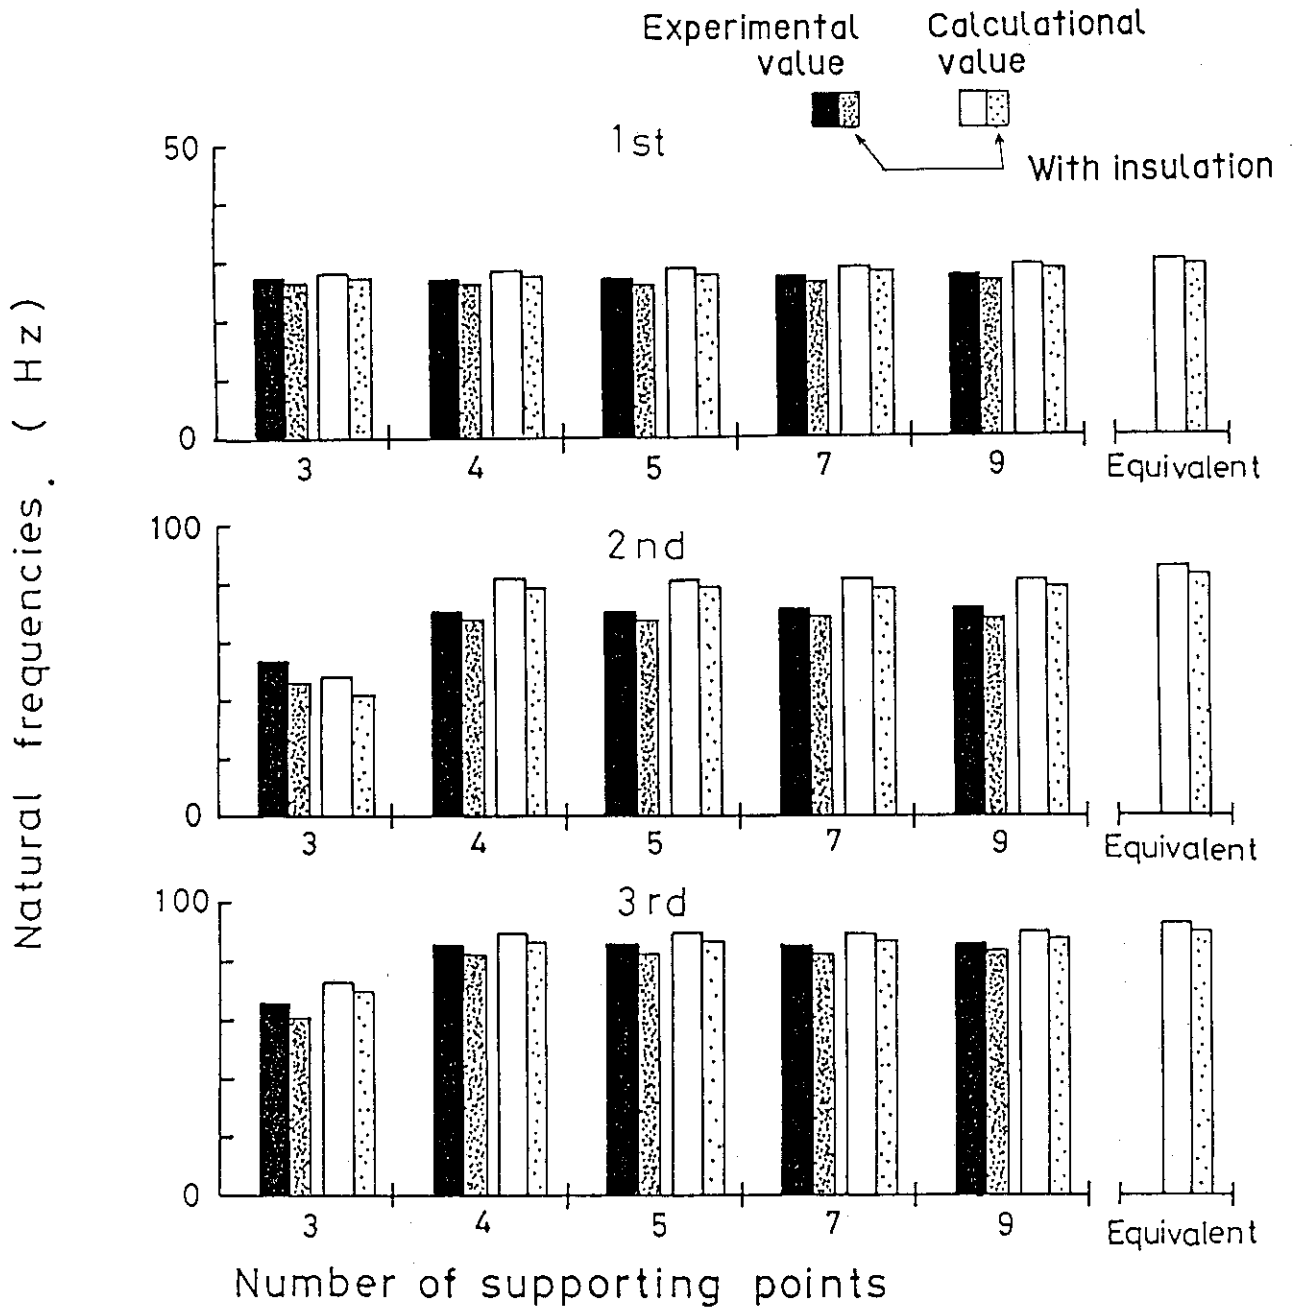 Experimental value
Calculational value
With insulation
1st
50
0
3 4 5 7 9 Equivalent
2nd
100
0
3 4 5 7 9 Equivalent
3rd
100
0
3 4 5 7 9 Equivalent
Natural frequencies. ( Hz )
Number of supporting points